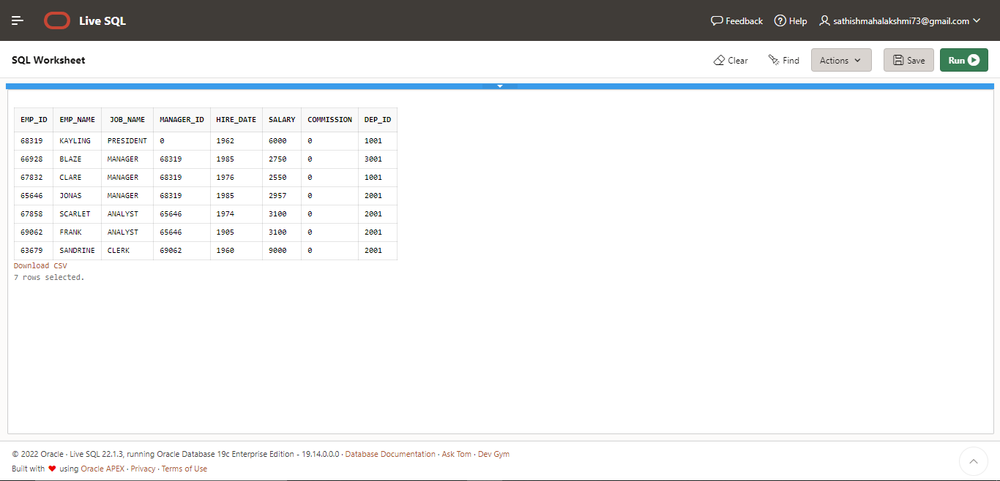 Live SQL Feedback Help sathishmahalakshmi73@gmail.com
SQL Worksheet Clear Find Actions Save Run
EMP_ID EMP_NAME JOB_NAME MANAGER_ID HIRE_DATE SALARY COMMISSION DEP_ID
68319 KAYLING PRESIDENT 0 1962 6000 0 1001
66928 BLAZE MANAGER 68319 1985 2750 0 3001
67832 CLARE MANAGER 68319 1976 2550 0 1001
65646 JONAS MANAGER 68319 1985 2957 0 2001
67858 SCARLET ANALYST 65646 1974 3100 0 2001
69062 FRANK ANALYST 65646 1905 3100 0 2001
63679 SANDRINE CLERK 69062 1960 9000 0 2001
Download CSV
7 rows selected.
© 2022 Oracle · Live SQL 22.1.3, running Oracle Database 19c Enterprise Edition - 19.14.0.0.0 · Database Documentation · Ask Tom · Dev Gym
Built with ♥ using Oracle APEX · Privacy · Terms of Use